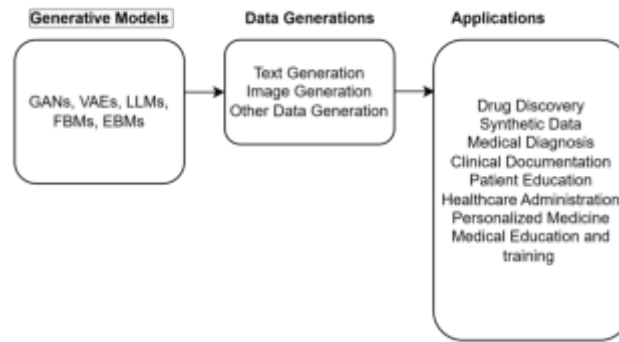 Generative Models
Data Generations
Applications
GANs, VAEs, LLMs,
FBMs, EBMs
Text Generation
Image Generation
Other Data Generation
Drug Discovery
Synthetic Data
Medical Diagnosis
Clinical Documentation
Patient Education
Healthcare Administration
Personalized Medicine
Medical Education and
training